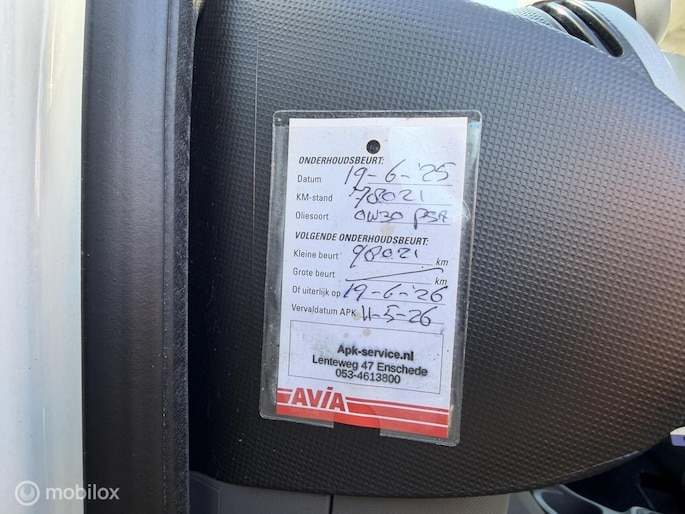 ONDERHOUDSBEURT:
Datum 19-6-'25
KM-stand 78021
Oliesoort 0W30 PSA
VOLGENDE ONDERHOUDSBEURT:
Kleine beurt 98021 km
Grote beurt km
Of uiterlijk op 19-6-'26
Vervaldatum APK 11-5-26
Apk-service.nl
Lenteweg 47 Enschede
053-4613800
AVIA
mobilox